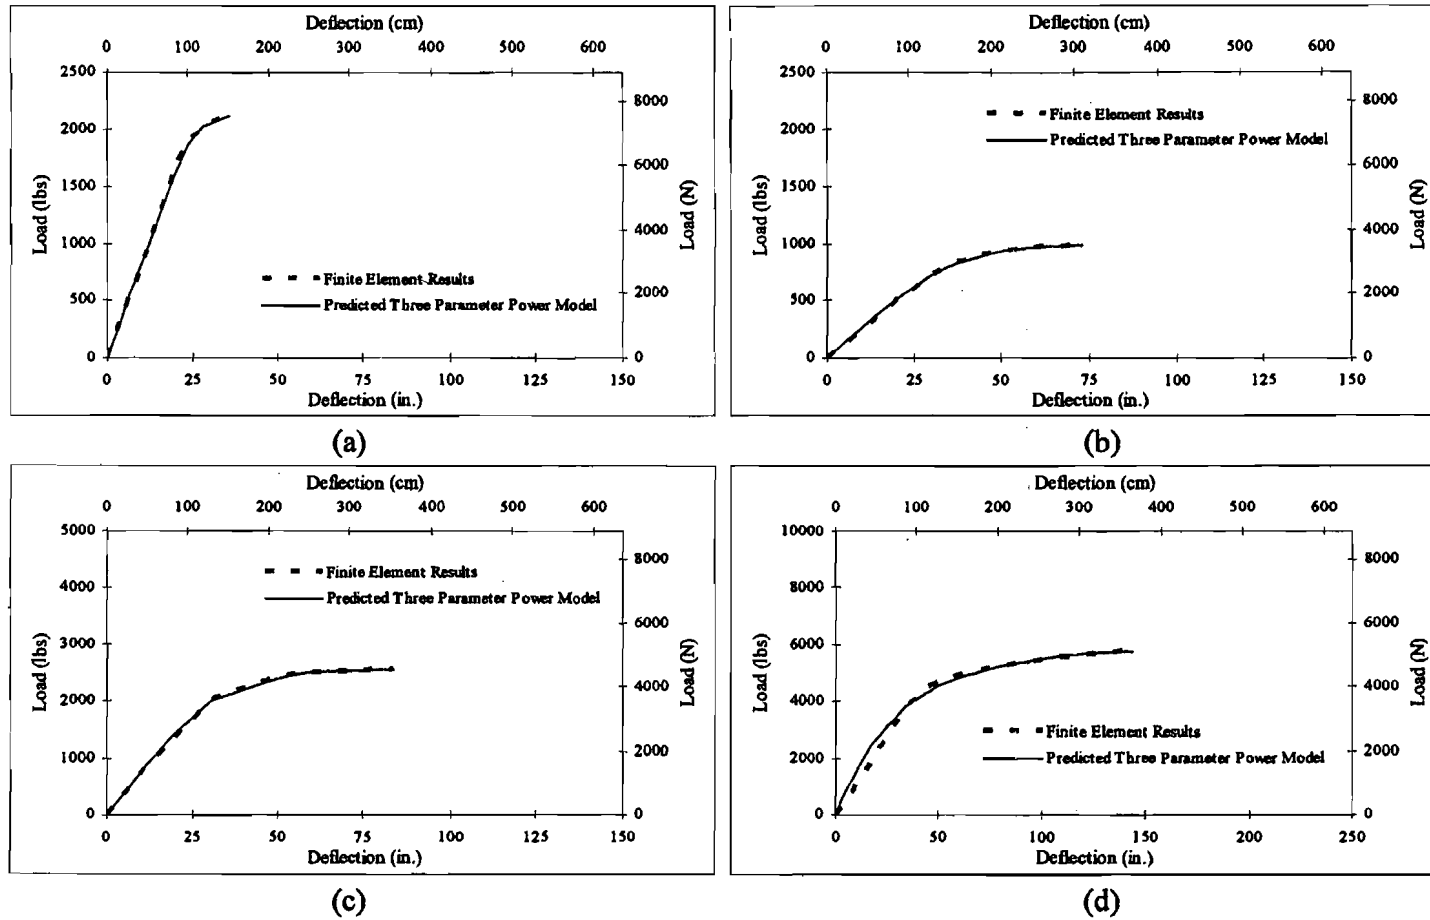 Deflection (cm)
0 100 200 300 400 500 600
2500
2000
1500
1000
500
0
Load (lbs)
8000
6000
4000
2000
0
Load (N)
Finite Element Results
Predicted Three Parameter Power Model
0 25 50 75 100 125 150
Deflection (in.)
(a)
Deflection (cm)
0 100 200 300 400 500 600
2500
2000
1500
1000
500
0
Load (lbs)
8000
6000
4000
2000
0
Load (N)
Finite Element Results
Predicted Three Parameter Power Model
0 25 50 75 100 125 150
Deflection (in.)
(b)
Deflection (cm)
0 100 200 300 400 500 600
5000
4000
3000
2000
1000
0
Load (lbs)
8000
6000
4000
2000
0
Load (N)
Finite Element Results
Predicted Three Parameter Power Model
0 25 50 75 100 125 150
Deflection (in.)
(c)
Deflection (cm)
0 100 200 300 400 500 600
10000
8000
6000
4000
2000
0
Load (lbs)
8000
6000
4000
2000
0
Load (N)
Finite Element Results
Predicted Three Parameter Power Model
0 50 100 150 200 250
Deflection (in.)
(d)